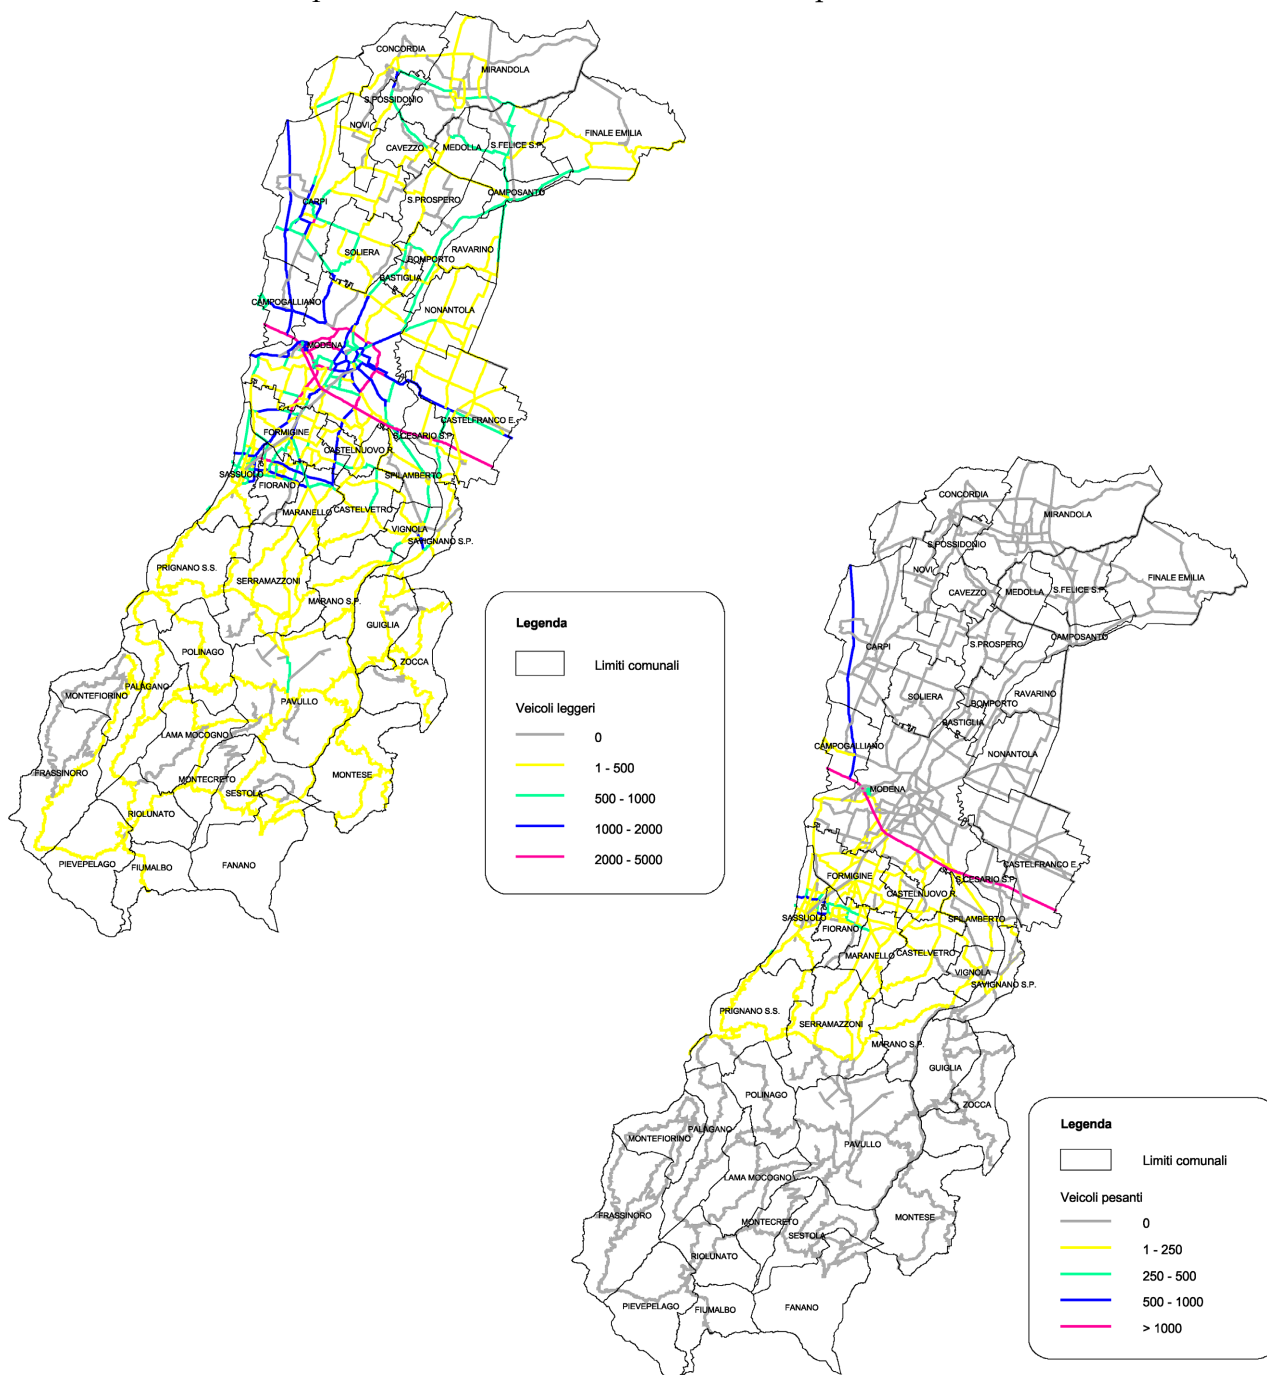 CONCORDIA
MIRANDOLA
S.POSSIDONIO
NOVI
FINALE EMILIA
CAVEZZO
MEDOLLA
S.FELICE S.P.
CAMPOSANTO
CARPI
S.PROSPERO
SOLIERA
RAVARINO
BOMPORTO
BASTIGLIA
CAMPOGALLIANO
NONANTOLA
MODENA
CASTELFRANCO E.
FORMIGINE
S.CESARIO S.P.
CASTELNUOVO R.
SASSUOLO
SPILAMBERTO
FIORANO
MARANELLO
CASTELVETRO
VIGNOLA
SAVIGNANO S.P.
PRIGNANO S.S.
SERRAMAZZONI
MARANO S.P.
GUIGLIA
POLINAGO
ZOCCA
PALAGANO
MONTEFIORINO
PAVULLO
LAMA MOCOGNO
FRASSINORO
MONTECRETO
MONTESE
SESTOLA
RIOLUNATO
PIEVEPELAGO
FIUMALBO
FANANO
Legenda
Limiti comunali
Veicoli leggeri
0
1 - 500
500 - 1000
1000 - 2000
2000 - 5000
CONCORDIA
MIRANDOLA
S.POSSIDONIO
NOVI
FINALE EMILIA
CAVEZZO
MEDOLLA
S.FELICE S.P.
CAMPOSANTO
CARPI
S.PROSPERO
SOLIERA
RAVARINO
BOMPORTO
BASTIGLIA
CAMPOGALLIANO
NONANTOLA
MODENA
CASTELFRANCO E.
FORMIGINE
S.CESARIO S.P.
CASTELNUOVO R.
SASSUOLO
SPILAMBERTO
FIORANO
MARANELLO
CASTELVETRO
VIGNOLA
SAVIGNANO S.P.
PRIGNANO S.S.
SERRAMAZZONI
MARANO S.P.
GUIGLIA
POLINAGO
ZOCCA
PALAGANO
MONTEFIORINO
PAVULLO
LAMA MOCOGNO
FRASSINORO
MONTECRETO
MONTESE
SESTOLA
RIOLUNATO
PIEVEPELAGO
FIUMALBO
FANANO
Legenda
Limiti comunali
Veicoli pesanti
0
1 - 250
250 - 500
500 - 1000
> 1000